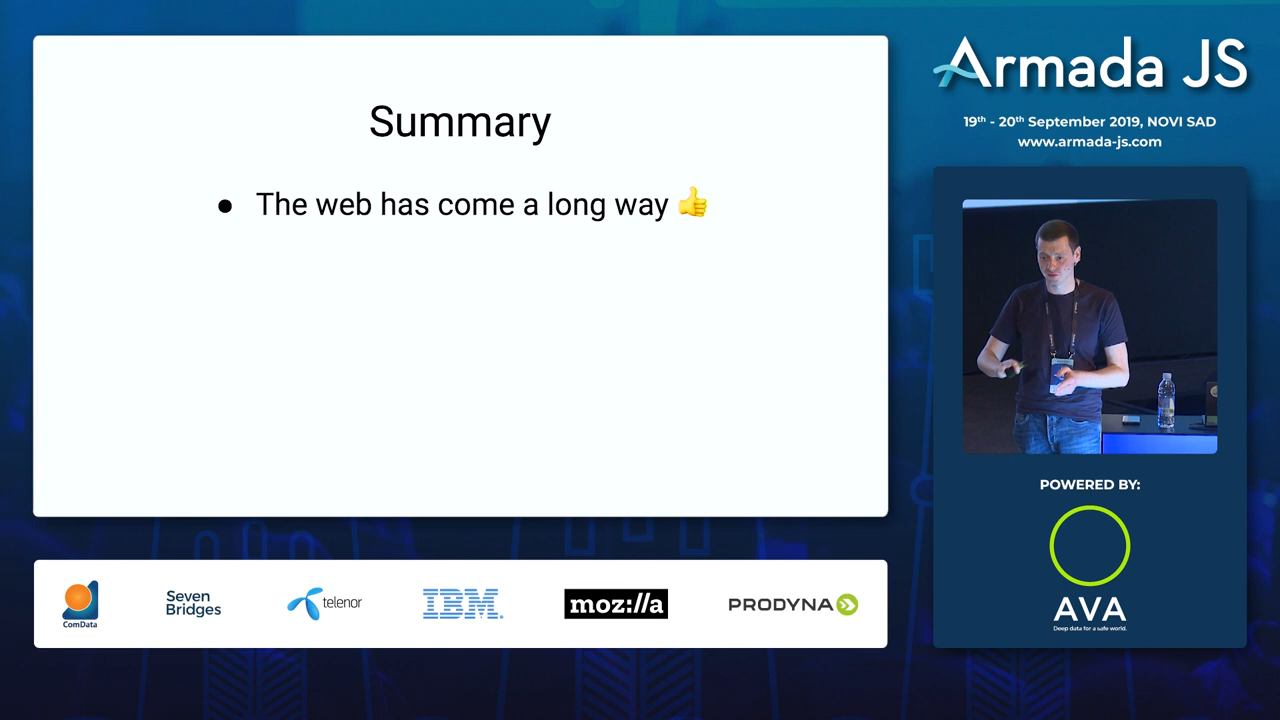 Summary
● The web has come a long way 👍
Armada JS
19th - 20th September 2019, NOVI SAD
www.armada-js.com
POWERED BY:
AVA
Deep data for a safe world.
ComData
Seven
Bridges
telenor
IBM.
moz://a
PRODYNA